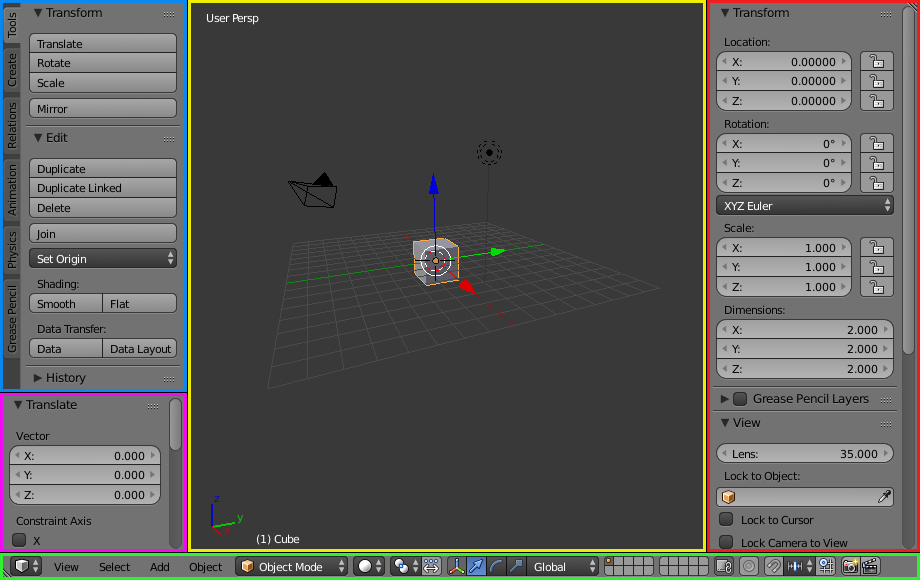 Tools
Create
Relations
Animation
Physics
Grease Pencil
Transform
Translate
Rotate
Scale
Mirror
Edit
Duplicate
Duplicate Linked
Delete
Join
Set Origin
Shading:
Smooth Flat
Data Transfer:
Data Data Layout
History
Translate
Vector
X: 0.000
Y: 0.000
Z: 0.000
Constraint Axis
X
User Persp
z
y
(1) Cube
Transform
Location:
X: 0.00000
Y: 0.00000
Z: 0.00000
Rotation:
X: 0°
Y: 0°
Z: 0°
XYZ Euler
Scale:
X: 1.000
Y: 1.000
Z: 1.000
Dimensions:
X: 2.000
Y: 2.000
Z: 2.000
Grease Pencil Layers
View
Lens: 35.000
Lock to Object:
Lock to Cursor
Lock Camera to View
View Select Add Object Object Mode Global